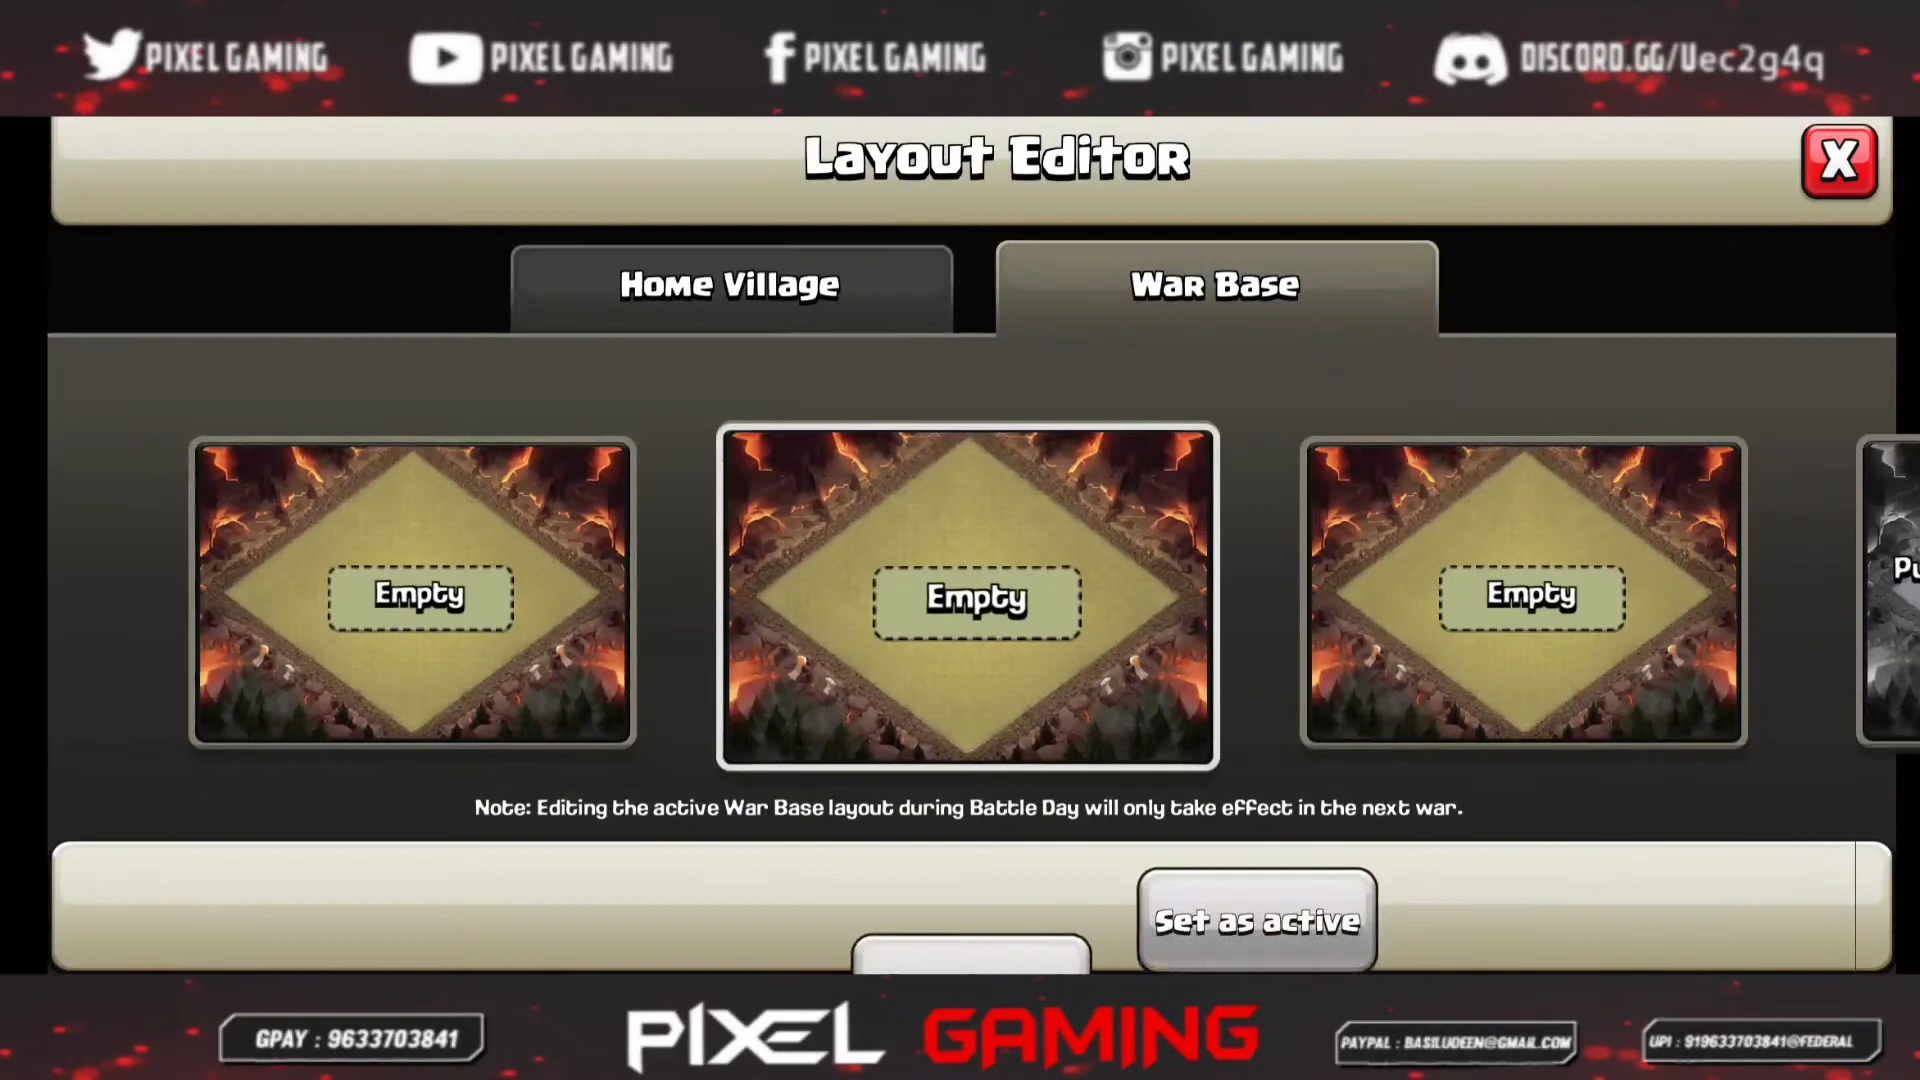 PIXEL GAMING
PIXEL GAMING
PIXEL GAMING
PIXEL GAMING
DISCORD.GG/Uec2g4q
Layout Editor
X
Home Village
War Base
Empty
Empty
Empty
Note: Editing the active War Base layout during Battle Day will only take effect in the next war.
Set as active
GPAY : 9633703841
PIXEL GAMING
PAYPAL : BASILUDEEN@GMAIL.COM
UPI : 919633703841@FEDERAL